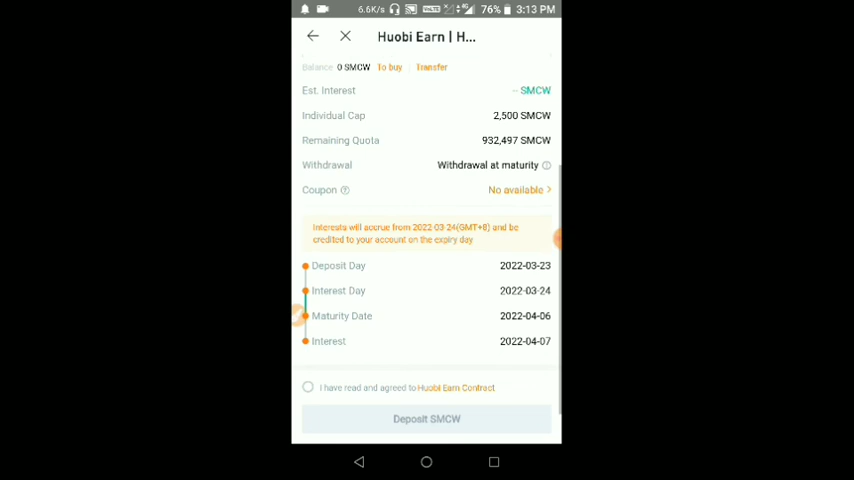 6.6K/s VoLTE 4G 76% 3:13 PM
Huobi Earn | H...
Balance 0 SMCW To buy Transfer
Est. Interest -- SMCW
Individual Cap 2,500 SMCW
Remaining Quota 932,497 SMCW
Withdrawal Withdrawal at maturity
Coupon No available >
Interests will accrue from 2022-03-24(GMT+8) and be
credited to your account on the expiry day
Deposit Day 2022-03-23
Interest Day 2022-03-24
Maturity Date 2022-04-06
Interest 2022-04-07
I have read and agreed to Huobi Earn Contract
Deposit SMCW